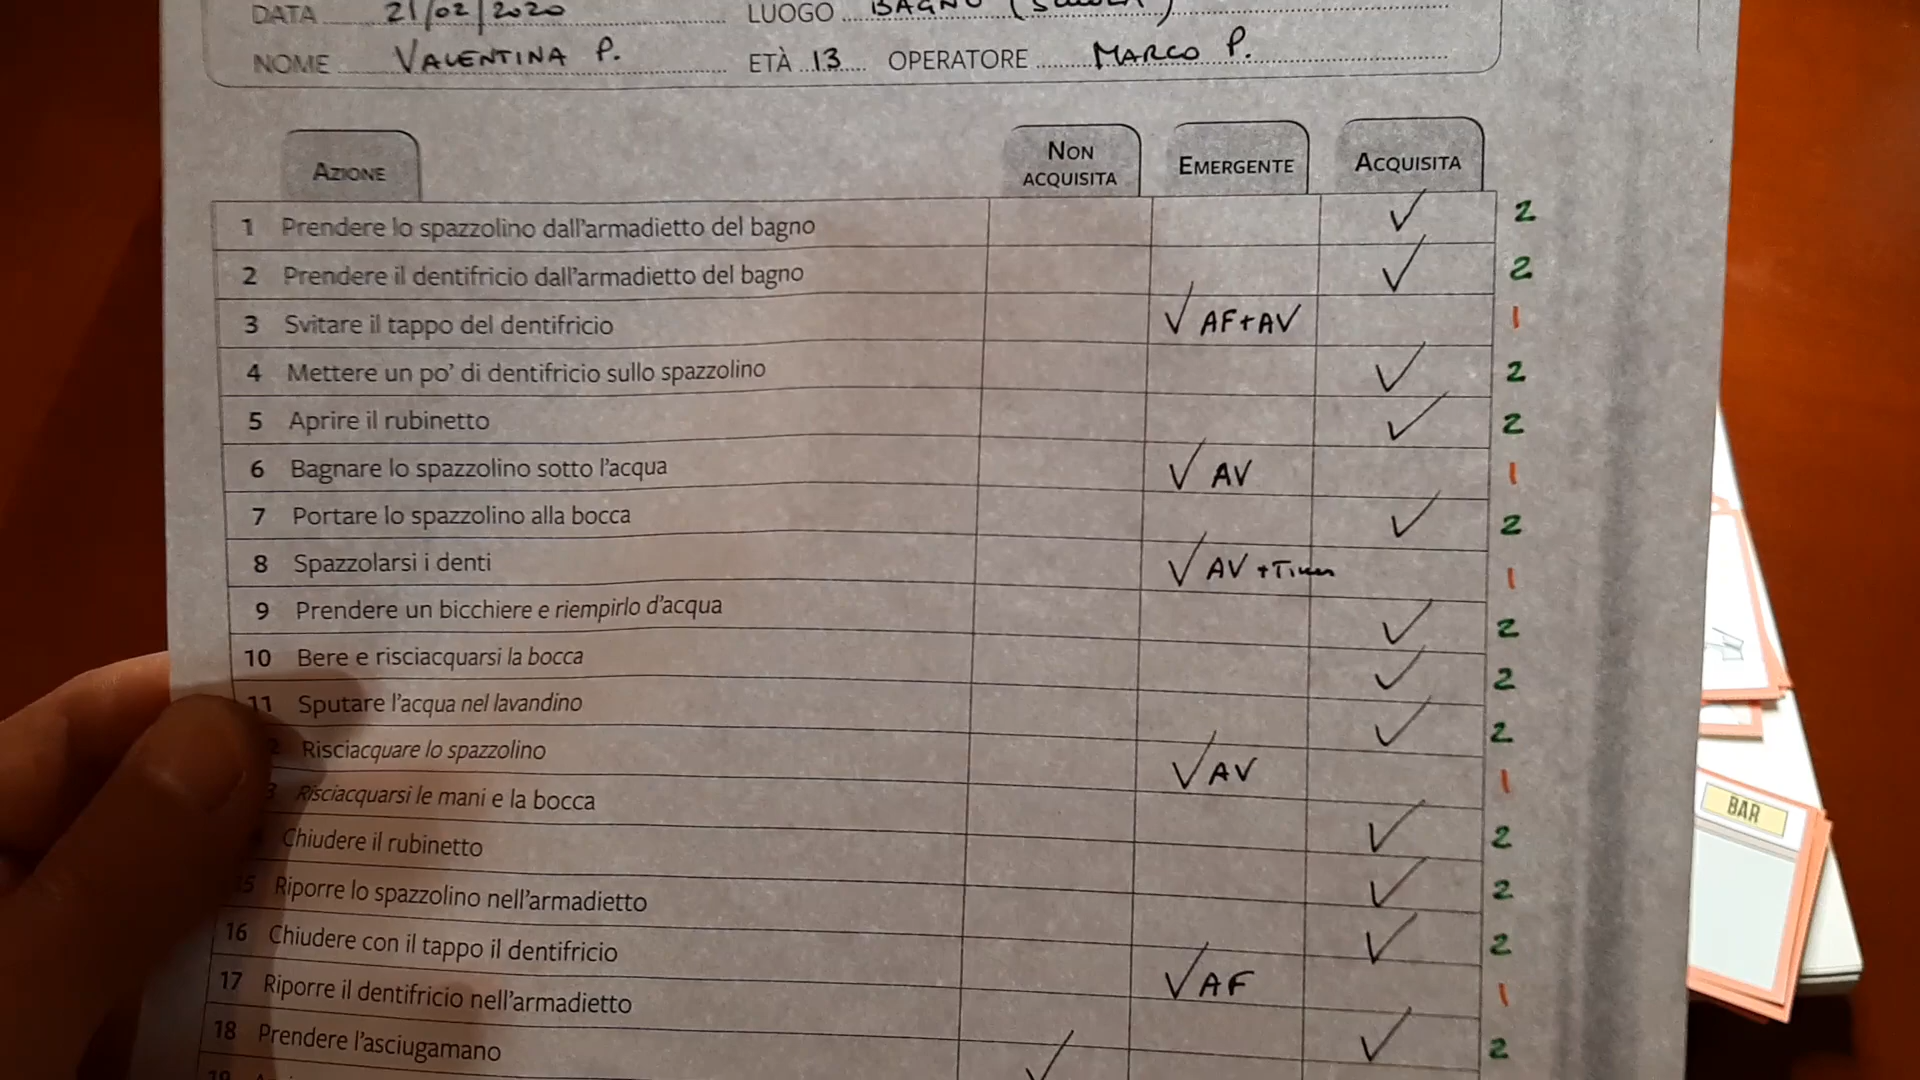 DATA 21/02/2020 LUOGO BAGNO (SCUOLA)
NOME VALENTINA P. ETÀ 13 OPERATORE MARCO P.
AZIONE NON ACQUISITA EMERGENTE ACQUISITA
1 Prendere lo spazzolino dall'armadietto del bagno ✓ 2
2 Prendere il dentifricio dall'armadietto del bagno ✓ 2
3 Svitare il tappo del dentifricio ✓ AF+AV 1
4 Mettere un po' di dentifricio sullo spazzolino ✓ 2
5 Aprire il rubinetto ✓ 2
6 Bagnare lo spazzolino sotto l'acqua ✓ AV 1
7 Portare lo spazzolino alla bocca ✓ 2
8 Spazzolarsi i denti ✓ AV +Timer 1
9 Prendere un bicchiere e riempirlo d'acqua ✓ 2
10 Bere e risciacquarsi la bocca ✓ 2
11 Sputare l'acqua nel lavandino ✓ 2
2 Risciacquare lo spazzolino ✓ AV 1
3 Risciacquarsi le mani e la bocca ✓ 2
Chiudere il rubinetto ✓ 2
15 Riporre lo spazzolino nell'armadietto ✓ 2
16 Chiudere con il tappo il dentifricio ✓ AF 1
17 Riporre il dentifricio nell'armadietto ✓ 2
18 Prendere l'asciugamano ✓
BAR